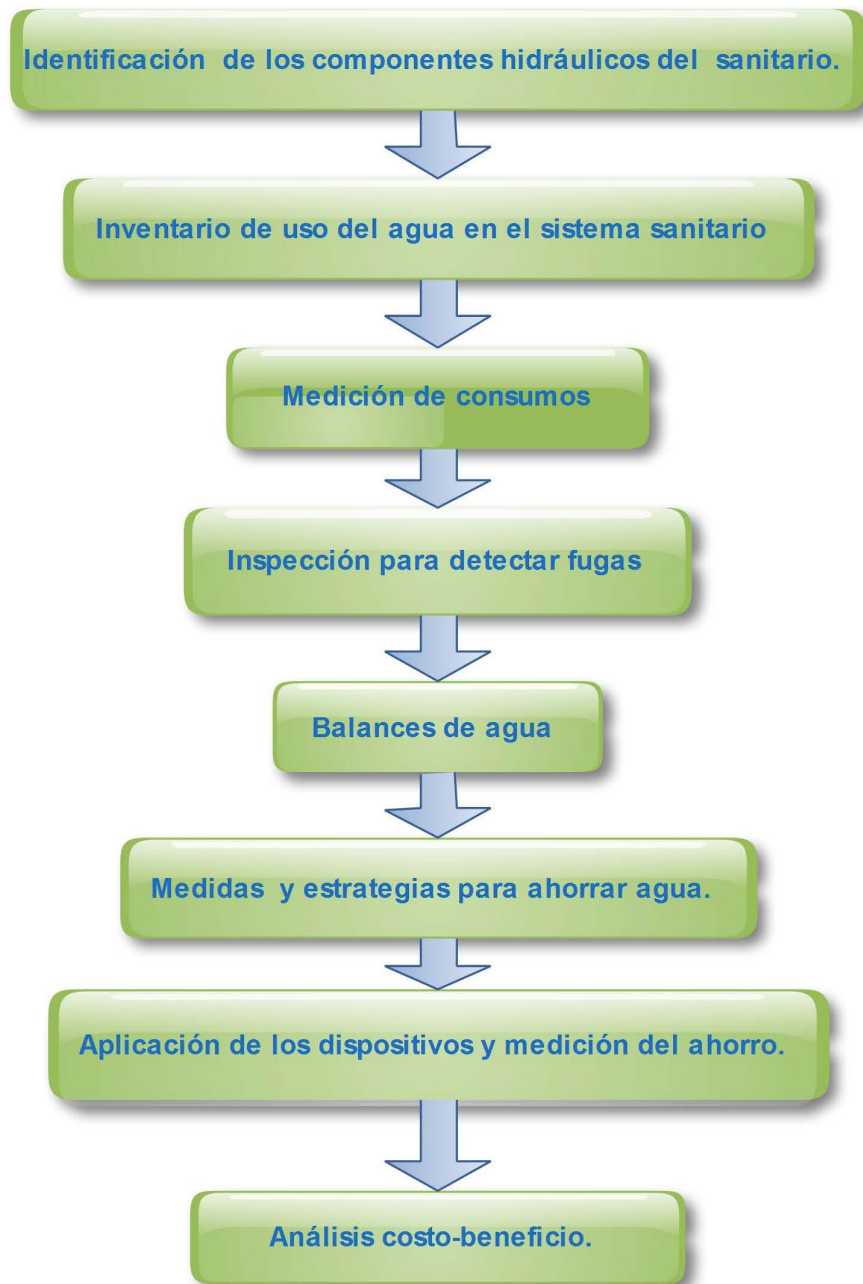 Identificación de los componentes hidráulicos del sanitario.
Inventario de uso del agua en el sistema sanitario
Medición de consumos
Inspección para detectar fugas
Balances de agua
Medidas y estrategias para ahorrar agua.
Aplicación de los dispositivos y medición del ahorro.
Análisis costo-beneficio.